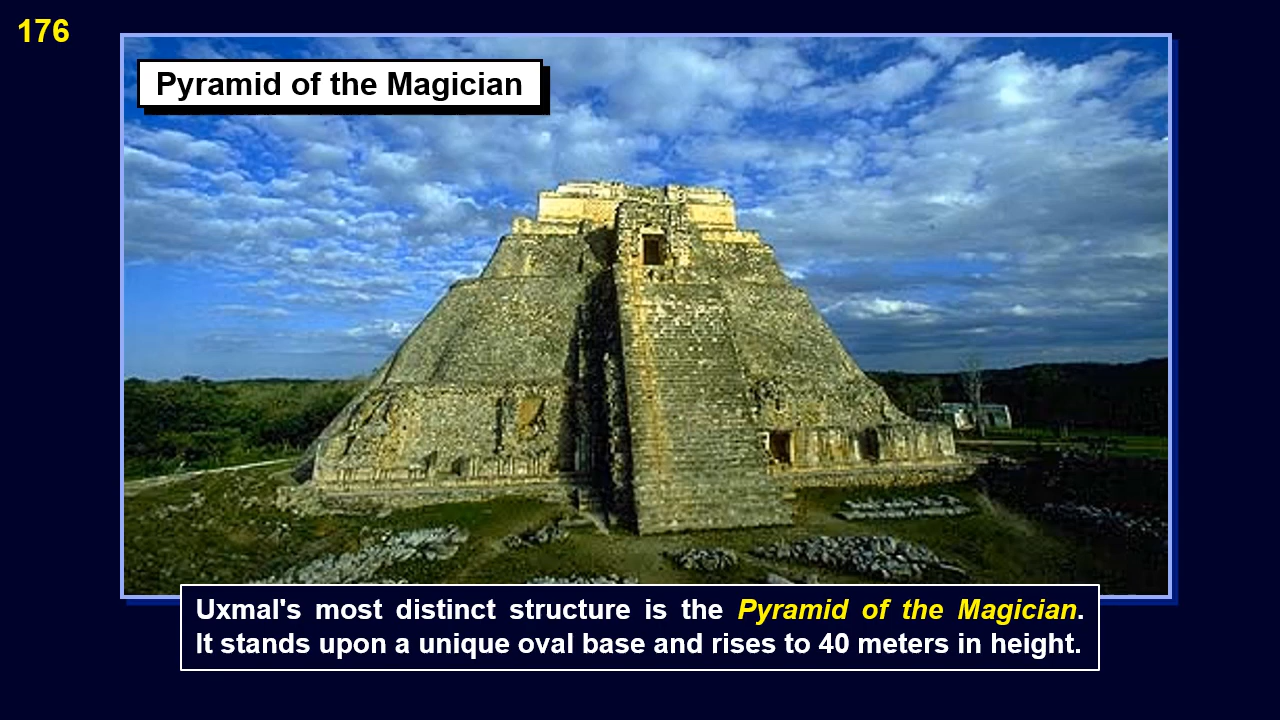 176
Pyramid of the Magician
Uxmal's most distinct structure is the Pyramid of the Magician.
It stands upon a unique oval base and rises to 40 meters in height.